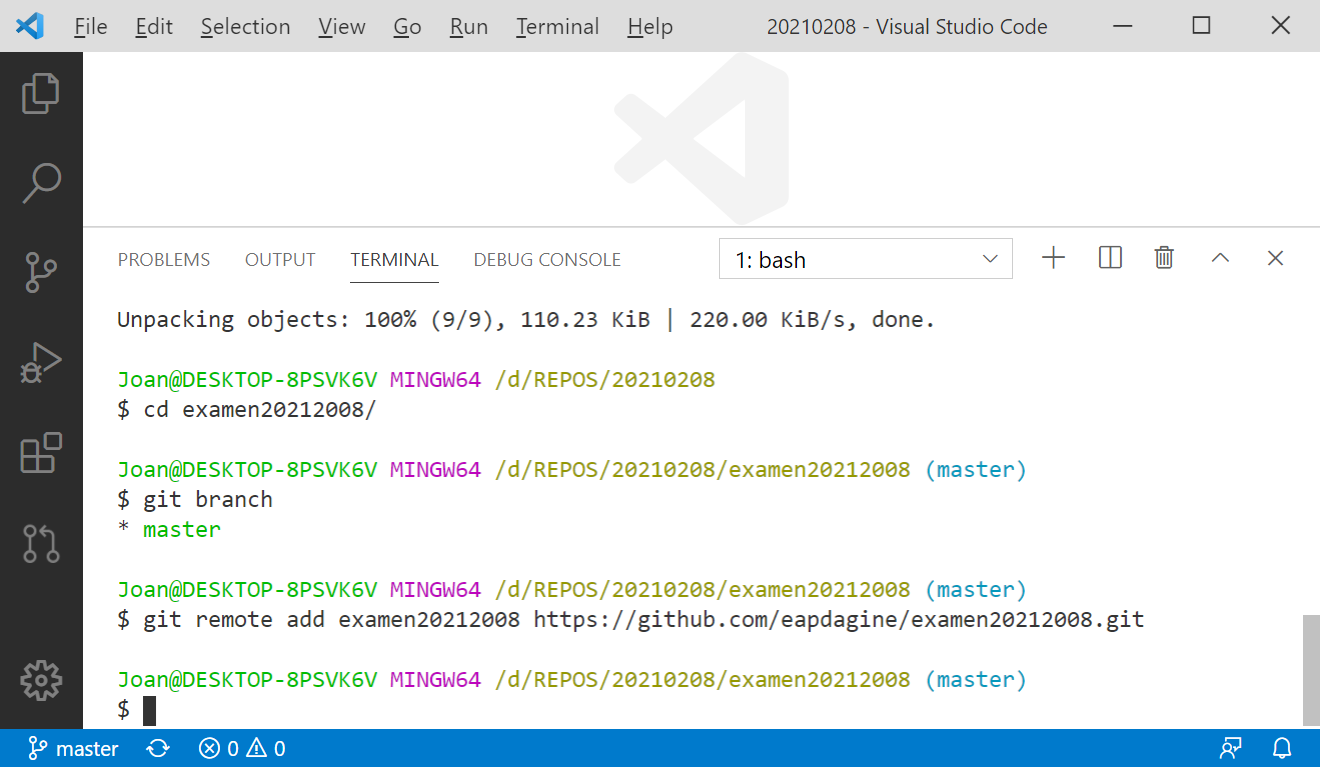 File Edit Selection View Go Run Terminal Help 20210208 - Visual Studio Code
PROBLEMS OUTPUT TERMINAL DEBUG CONSOLE 1: bash
Unpacking objects: 100% (9/9), 110.23 KiB | 220.00 KiB/s, done.
Joan@DESKTOP-8PSVK6V MINGW64 /d/REPOS/20210208
$ cd examen20212008/
Joan@DESKTOP-8PSVK6V MINGW64 /d/REPOS/20210208/examen20212008 (master)
$ git branch
* master
Joan@DESKTOP-8PSVK6V MINGW64 /d/REPOS/20210208/examen20212008 (master)
$ git remote add examen20212008 https://github.com/eapdagine/examen20212008.git
Joan@DESKTOP-8PSVK6V MINGW64 /d/REPOS/20210208/examen20212008 (master)
$
master 0 0